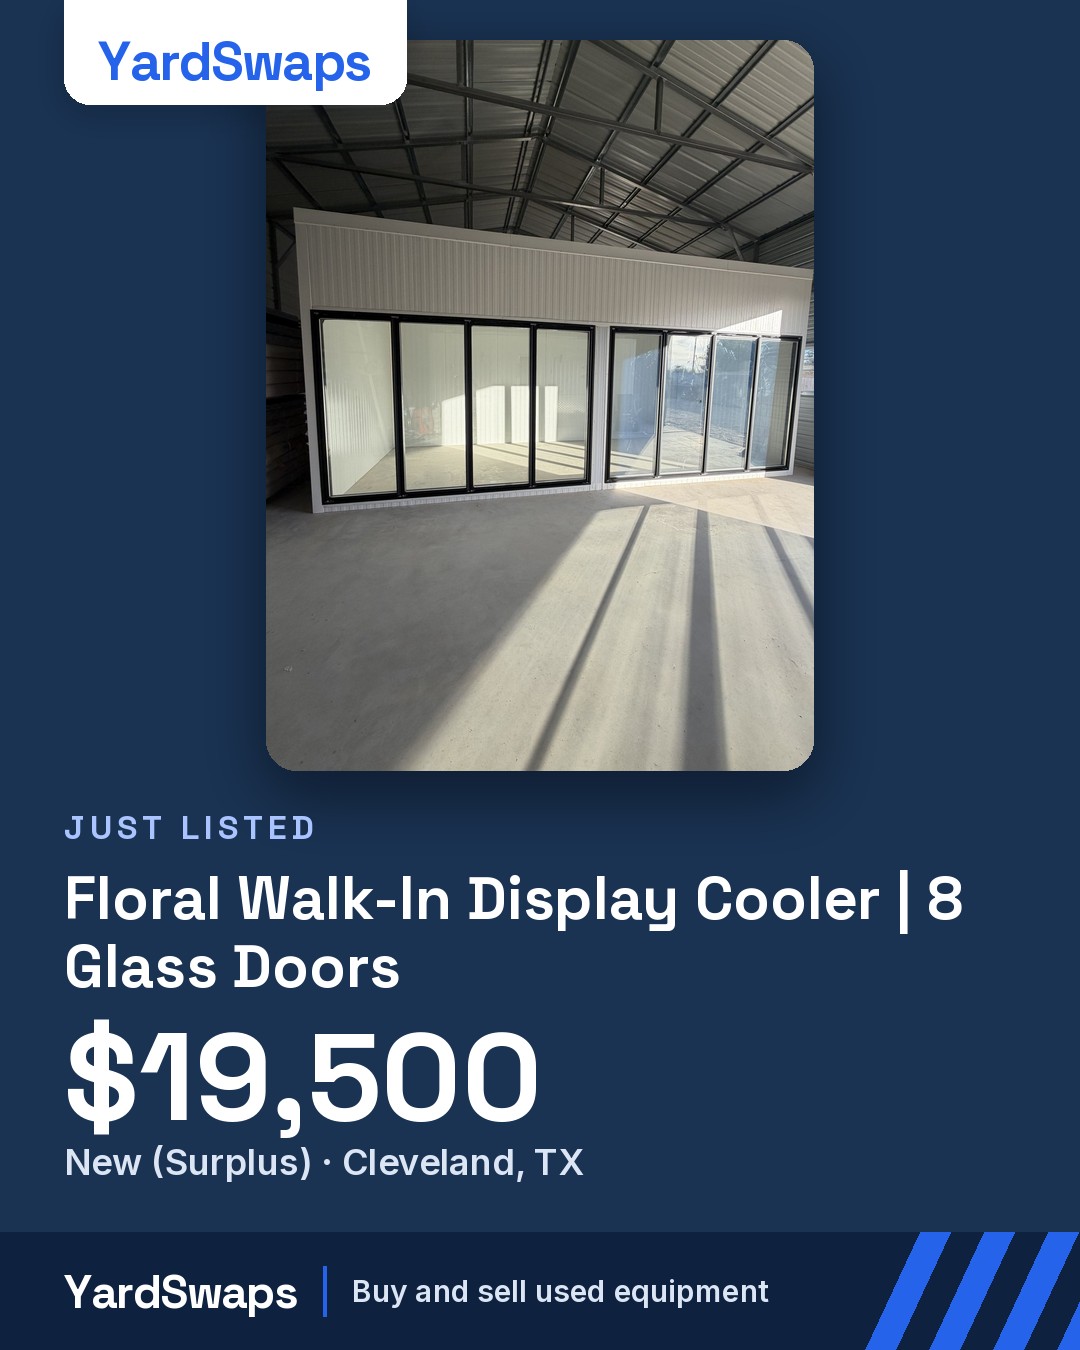 YardSwaps
JUST LISTED
Floral Walk-In Display Cooler | 8
Glass Doors
$19,500
New (Surplus) · Cleveland, TX
YardSwaps | Buy and sell used equipment